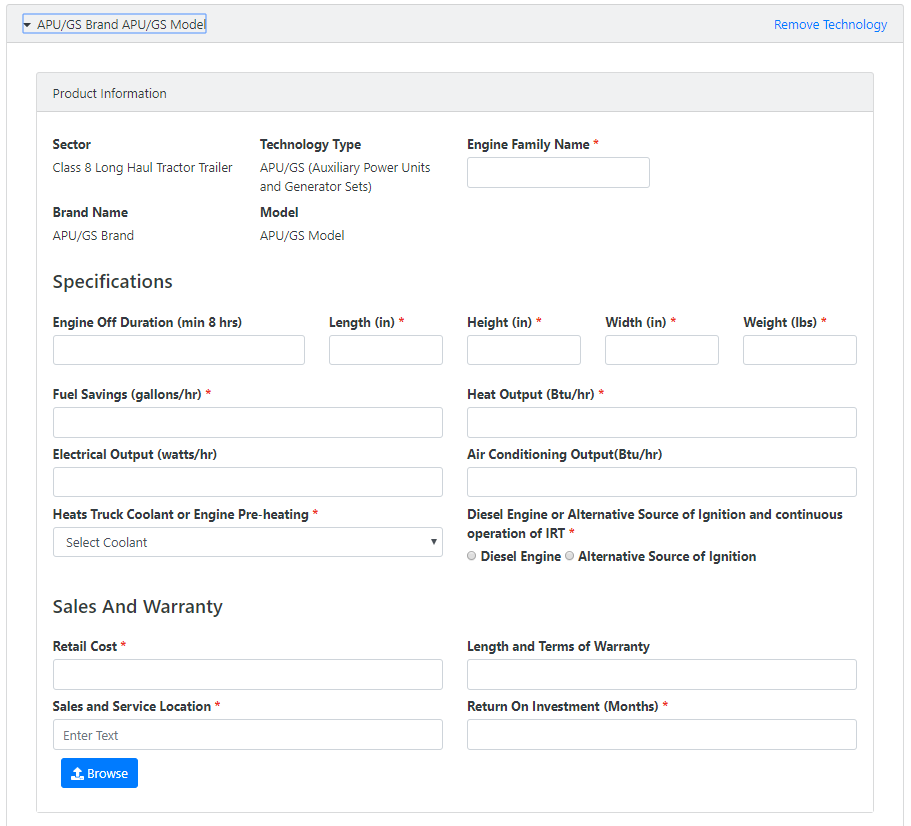 APU/GS Brand APU/GS Model
Remove Technology
Product Information
Sector
Technology Type
Engine Family Name *
Class 8 Long Haul Tractor Trailer
APU/GS (Auxiliary Power Units
and Generator Sets)
Brand Name
Model
APU/GS Brand
APU/GS Model
Specifications
Engine Off Duration (min 8 hrs)
Length (in) *
Height (in) *
Width (in) *
Weight (lbs) *
Fuel Savings (gallons/hr) *
Heat Output (Btu/hr) *
Electrical Output (watts/hr)
Air Conditioning Output(Btu/hr)
Heats Truck Coolant or Engine Pre-heating *
Select Coolant
Diesel Engine or Alternative Source of Ignition and continuous
operation of IRT *
Diesel Engine
Alternative Source of Ignition
Sales And Warranty
Retail Cost *
Length and Terms of Warranty
Sales and Service Location *
Return On Investment (Months) *
Enter Text
Browse